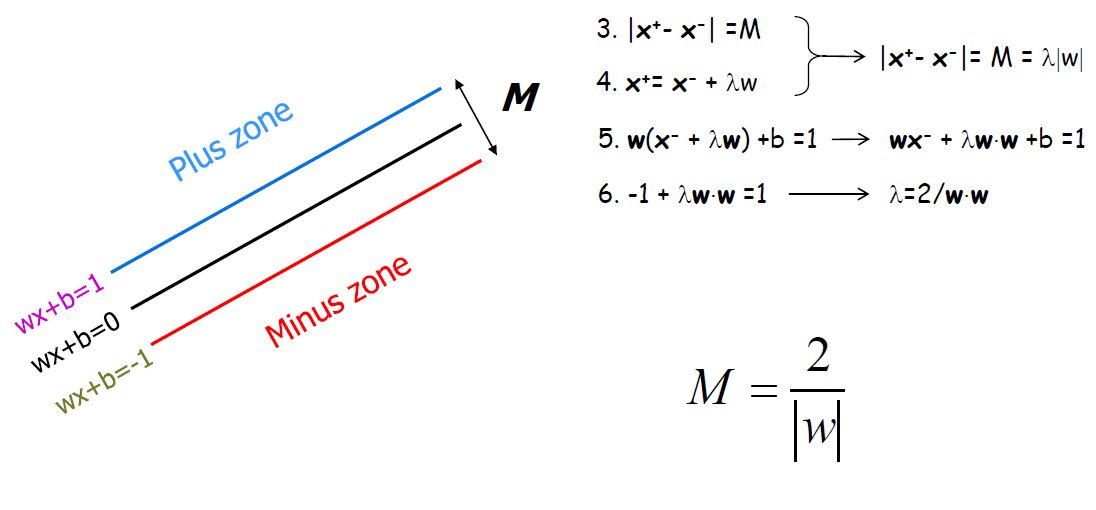 Plus zone
M
wx+b=1
wx+b=0
wx+b=-1
Minus zone
3. |x⁺- x⁻| =M
4. x⁺= x⁻ + λw
|x⁺- x⁻|= M = λ|w|
5. w(x⁻ + λw) +b =1 → wx⁻ + λw·w +b =1
6. -1 + λw·w =1 → λ=2/w·w
M = 2/|w|